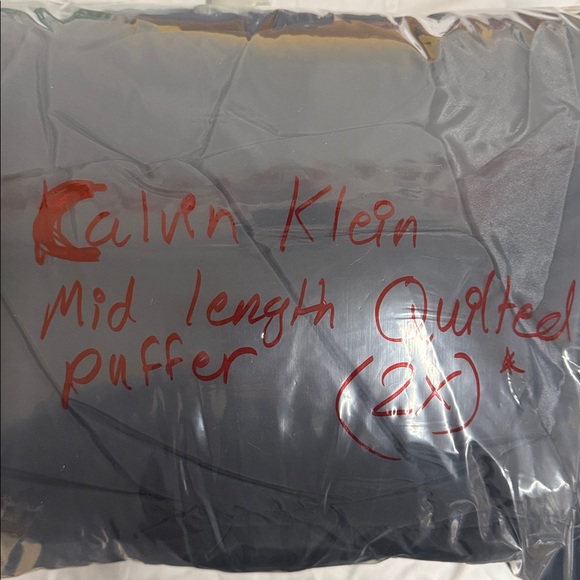 Calvin Klein
Mid length Quilted
puffer (2X)*